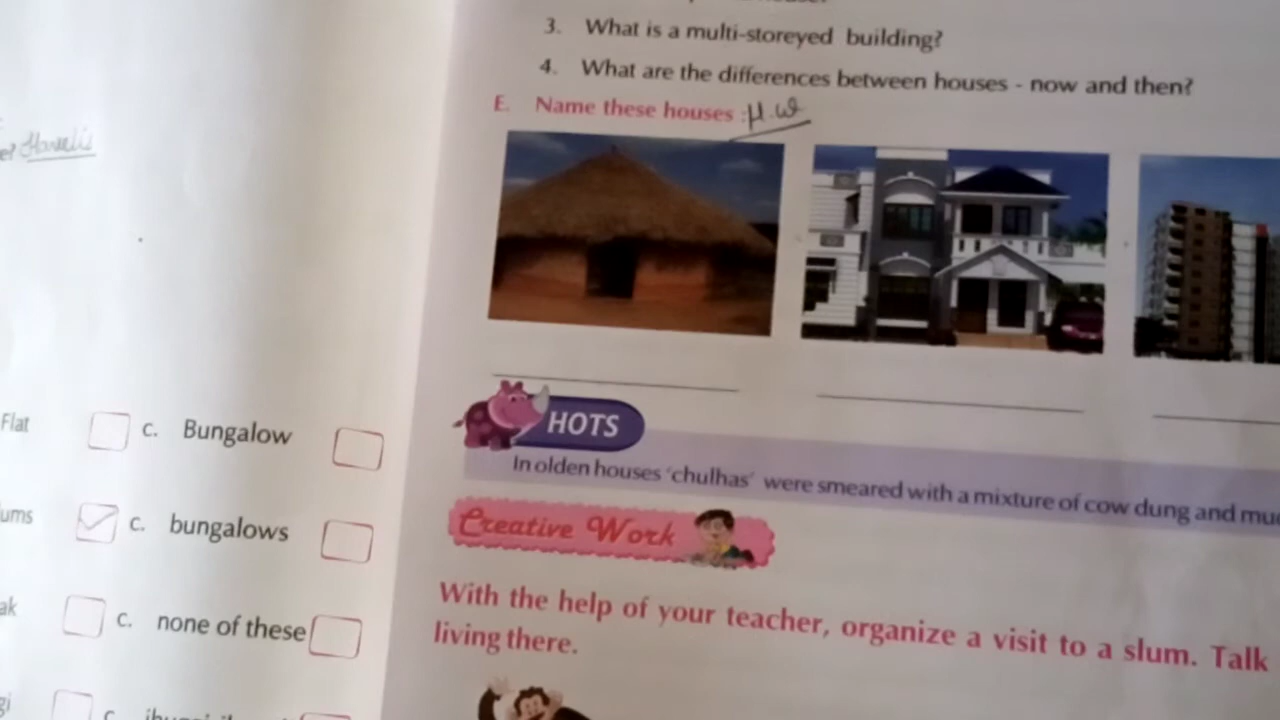 3. What is a multi-storeyed building?
4. What are the differences between houses - now and then?
E. Name these houses :
HOTS
In olden houses 'chulhas' were smeared with a mixture of cow dung and
Creative Work
With the help of your teacher, organize a visit to a slum. Talk
living there.
Flat
c. Bungalow
c. bungalows
c. none of these